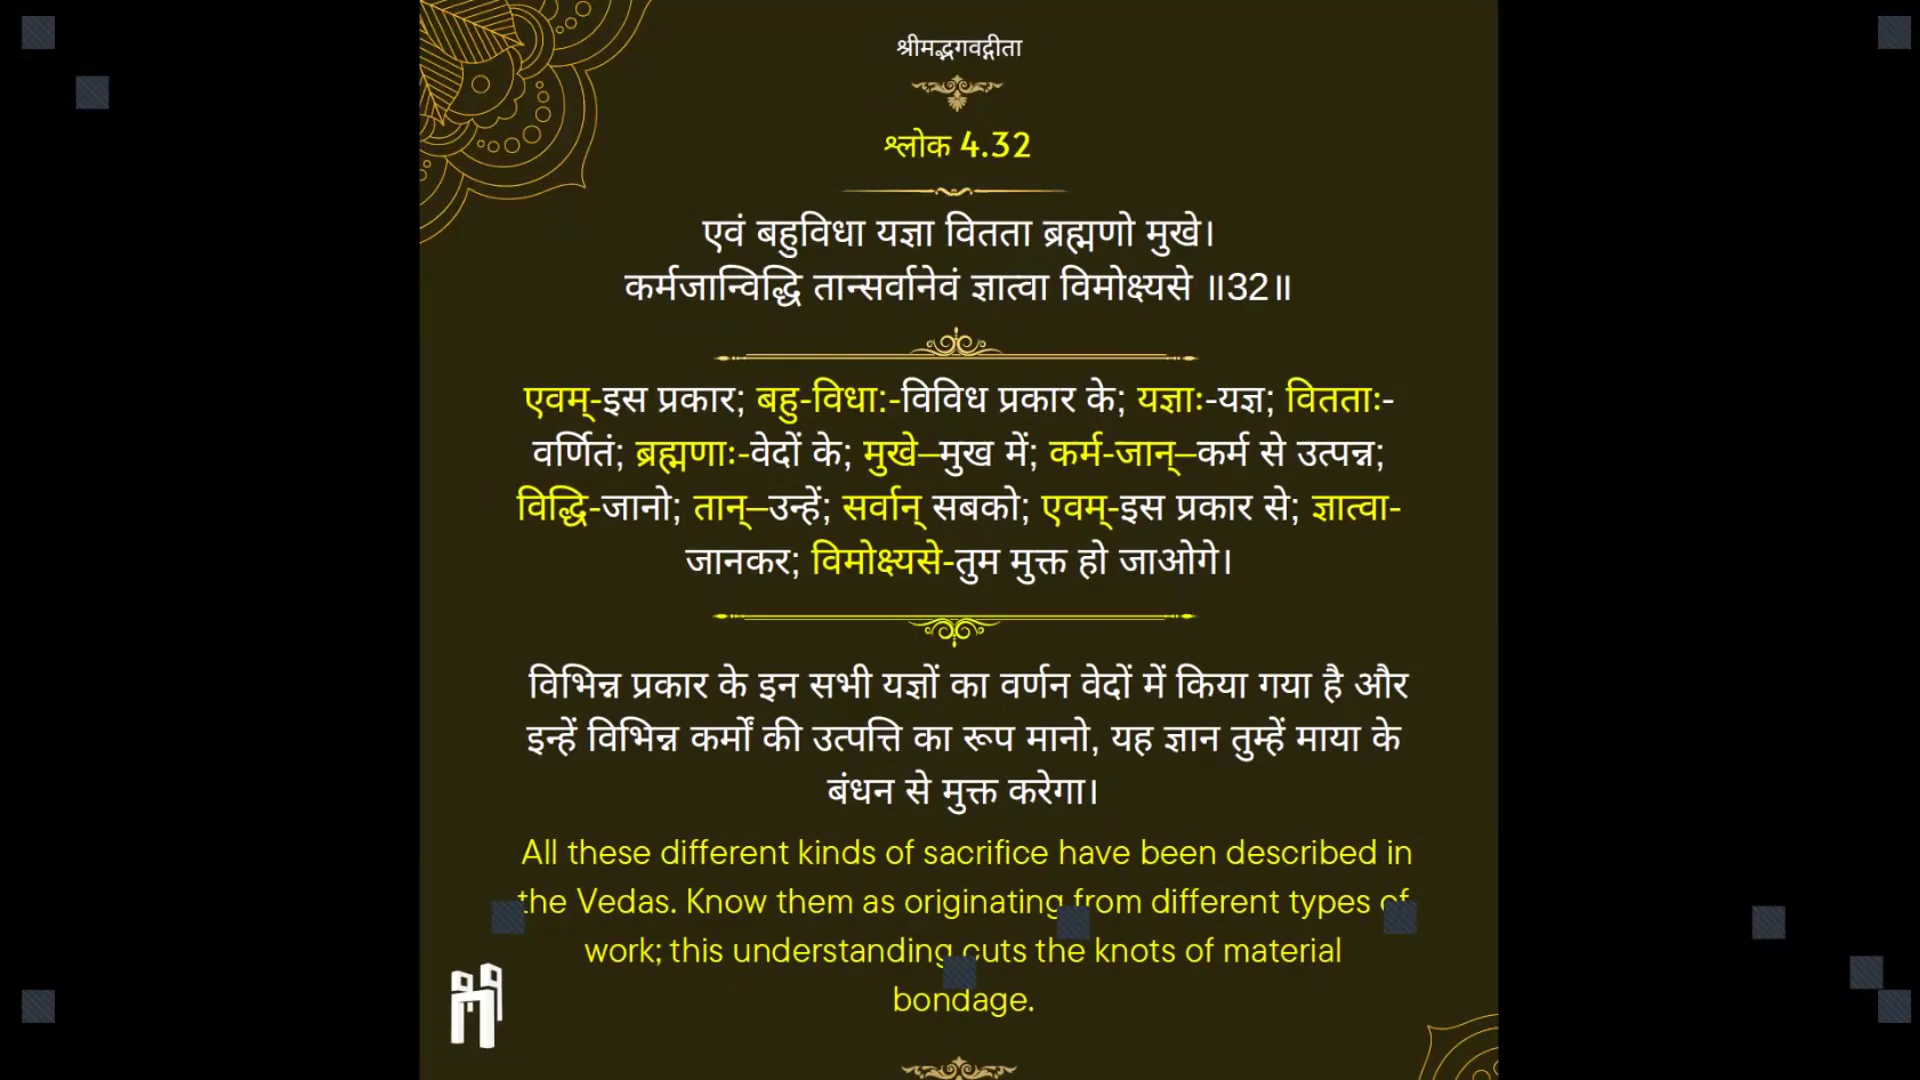 श्रीमद्भगवद्गीता
श्लोक 4.32
एवं बहुविधा यज्ञा वितता ब्रह्मणो मुखे।
कर्मजान्विद्धि तान्सर्वानेवं ज्ञात्वा विमोक्ष्यसे ॥32॥
एवम्-इस प्रकार; बहु-विधा:-विविध प्रकार के; यज्ञाः-यज्ञ; वितताः-
वर्णितं; ब्रह्मणाः-वेदों के; मुखे–मुख में; कर्म-जान्–कर्म से उत्पन्न;
विद्धि-जानो; तान्–उन्हें; सर्वान् सबको; एवम्-इस प्रकार से; ज्ञात्वा-
जानकर; विमोक्ष्यसे-तुम मुक्त हो जाओगे।
विभिन्न प्रकार के इन सभी यज्ञों का वर्णन वेदों में किया गया है और
इन्हें विभिन्न कर्मों की उत्पत्ति का रूप मानो, यह ज्ञान तुम्हें माया के
बंधन से मुक्त करेगा।
All these different kinds of sacrifice have been described in
the Vedas. Know them as originating from different types of
work; this understanding cuts the knots of material
bondage.